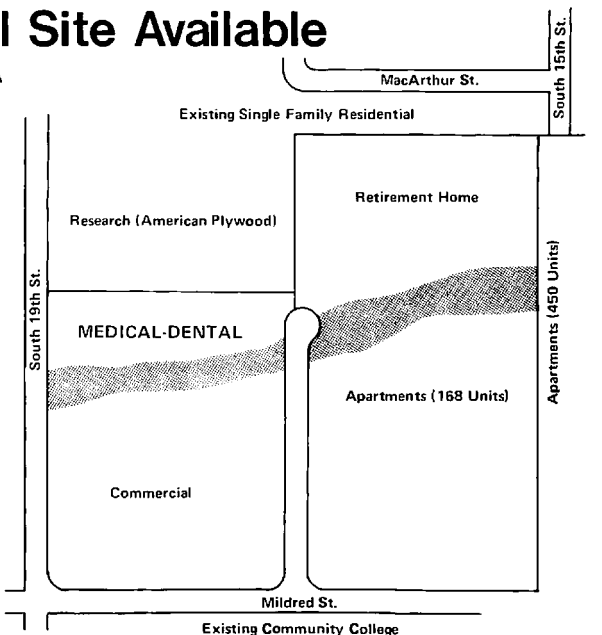 l Site Available
MacArthur St.
South 15th St.
Existing Single Family Residential
Retirement Home
Research (American Plywood)
South 19th St.
MEDICAL-DENTAL
Apartments (450 Units)
Apartments (168 Units)
Commercial
Mildred St.
Existing Community College